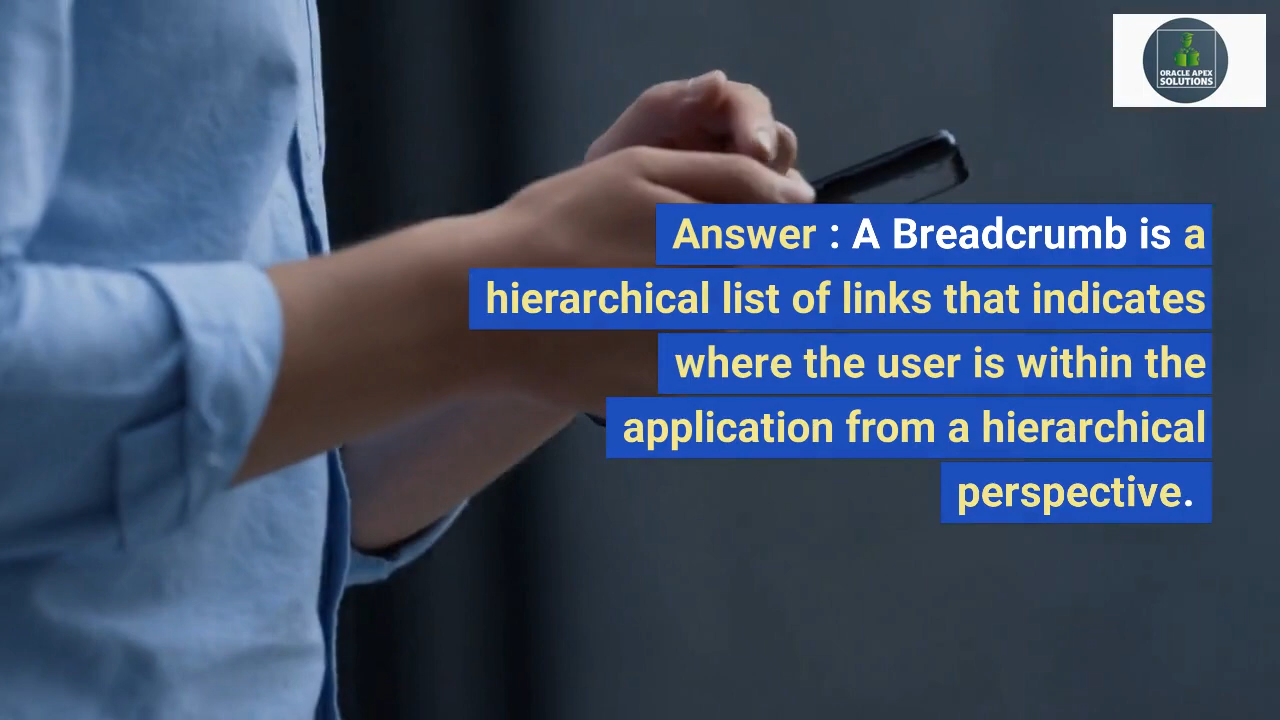 ORACLE APEX
SOLUTIONS
Answer : A Breadcrumb is a
hierarchical list of links that indicates
where the user is within the
application from a hierarchical
perspective.